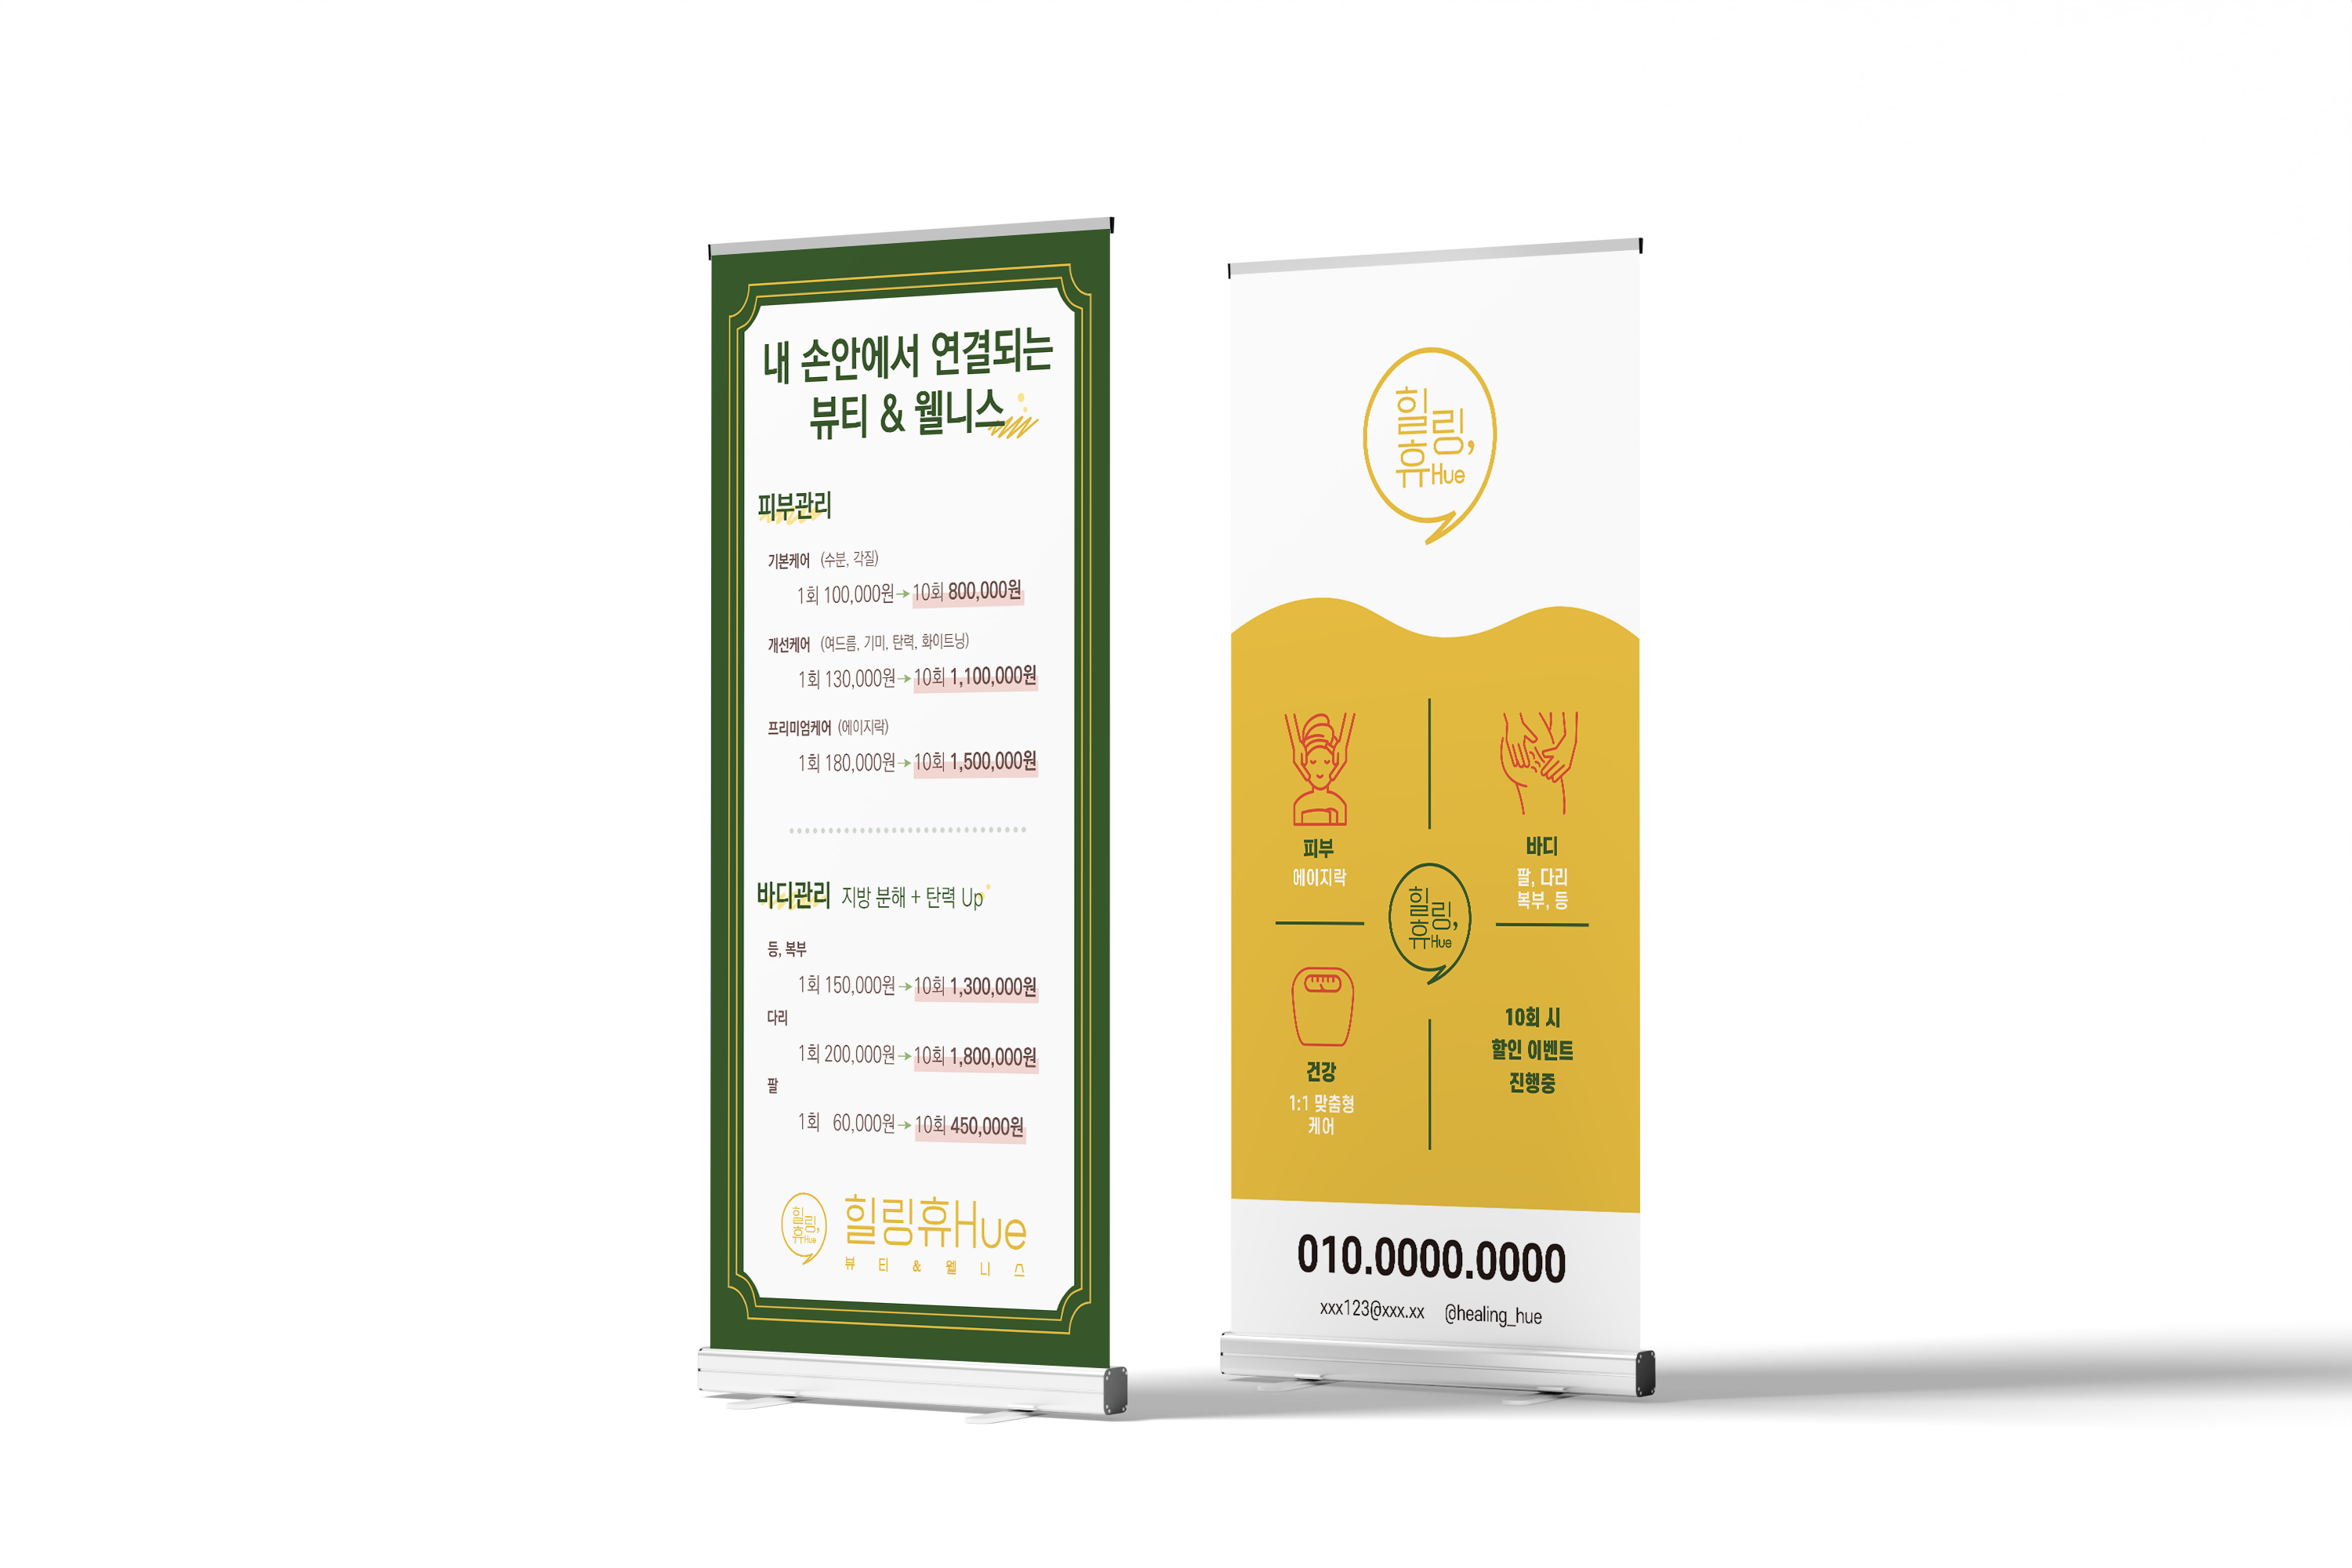 내 손안에서 연결되는
뷰티 & 웰니스
피부관리
기본케어 (수분, 각질)
1회 100,000원 → 10회 800,000원
개선케어 (여드름, 기미, 탄력, 화이트닝)
1회 130,000원 → 10회 1,100,000원
프리미엄케어 (에이지락)
1회 180,000원 → 10회 1,500,000원
바디관리 지방 분해 + 탄력 Up
등, 복부
1회 150,000원 → 10회 1,300,000원
다리
1회 200,000원 → 10회 1,800,000원
팔
1회 60,000원 → 10회 450,000원
힐링,
휴Hue
힐링휴Hue
뷰 티 & 웰 니 스
힐링,
휴Hue
피부
에이지락
바디
팔, 다리
복부, 등
힐링,
휴Hue
건강
1:1 맞춤형
케어
10회 시
할인 이벤트
진행중
010.0000.0000
xxx123@xxx.xx @healing_hue